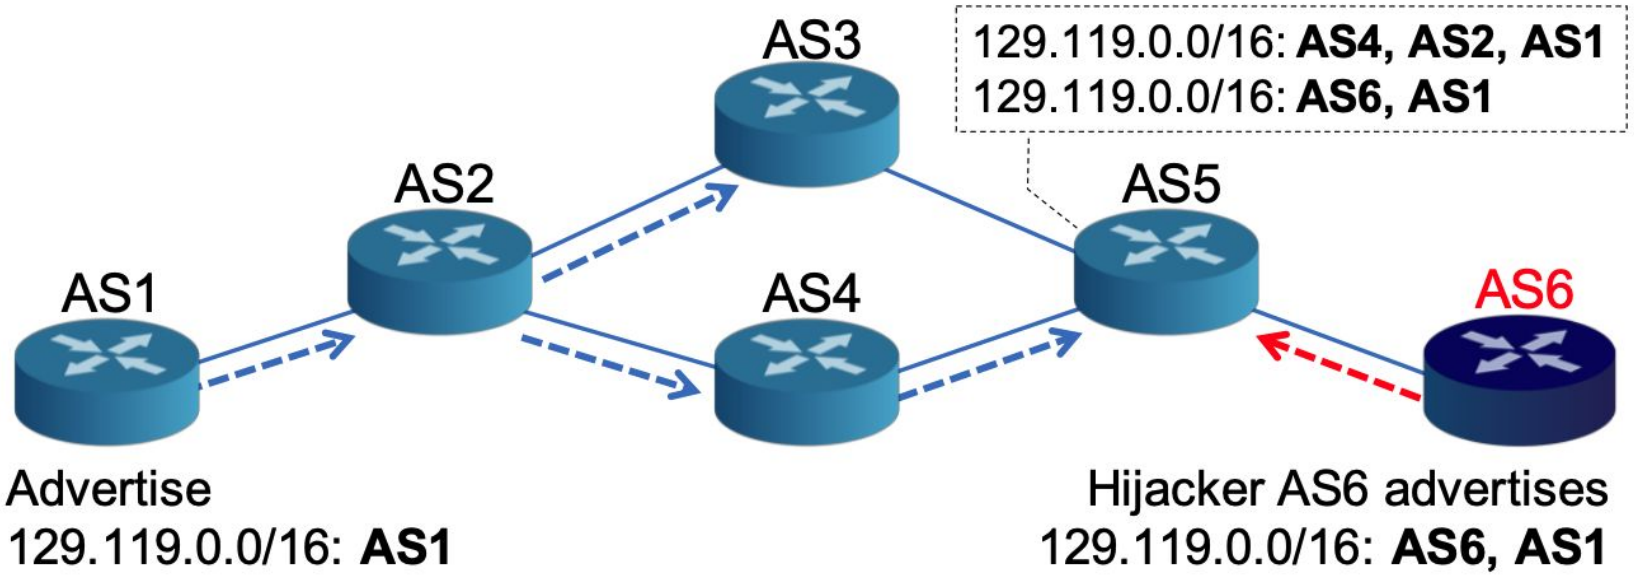 AS3
129.119.0.0/16: AS4, AS2, AS1
129.119.0.0/16: AS6, AS1
AS2
AS5
AS1
AS4
AS6
Advertise
129.119.0.0/16: AS1
Hijacker AS6 advertises
129.119.0.0/16: AS6, AS1